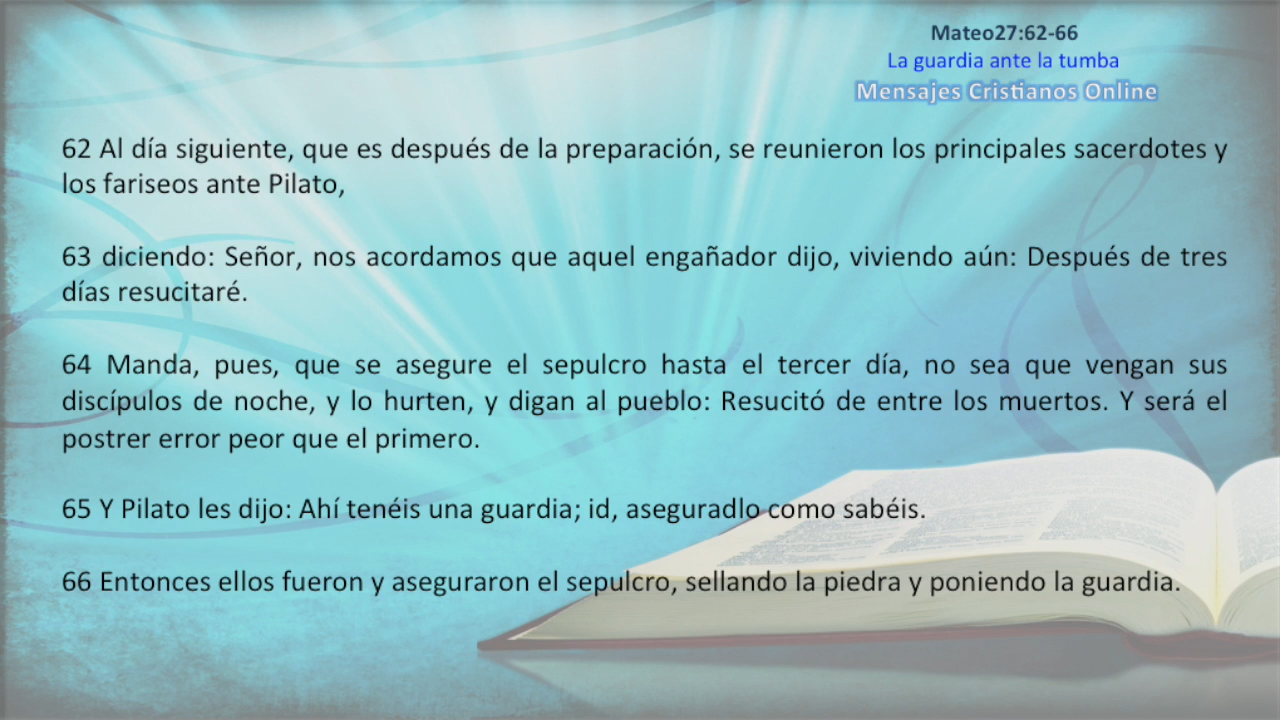 Mateo27:62-66
La guardia ante la tumba
Mensajes Cristianos Online
62 Al día siguiente, que es después de la preparación, se reunieron los principales sacerdotes y
los fariseos ante Pilato,
63 diciendo: Señor, nos acordamos que aquel engañador dijo, viviendo aún: Después de tres
días resucitaré.
64 Manda, pues, que se asegure el sepulcro hasta el tercer día, no sea que vengan sus
discípulos de noche, y lo hurten, y digan al pueblo: Resucitó de entre los muertos. Y será el
postrer error peor que el primero.
65 Y Pilato les dijo: Ahí tenéis una guardia; id, aseguradlo como sabéis.
66 Entonces ellos fueron y aseguraron el sepulcro, sellando la piedra y poniendo la guardia.